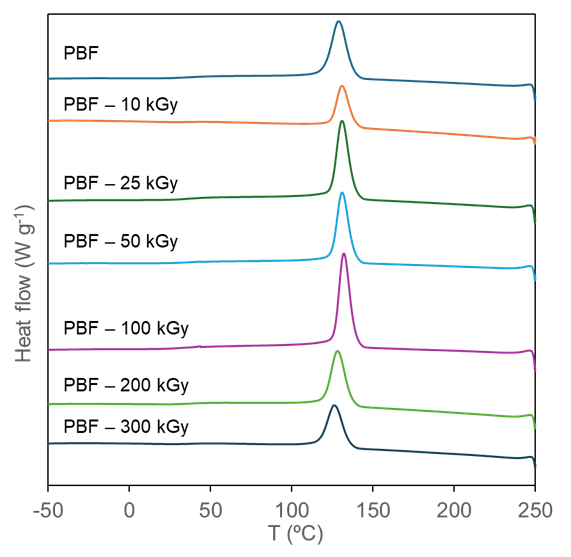 PBF
PBF – 10 kGy
PBF – 25 kGy
PBF – 50 kGy
PBF – 100 kGy
PBF – 200 kGy
PBF – 300 kGy
Heat flow (W g⁻¹)
-50 0 50 100 150 200 250
T (ºC)